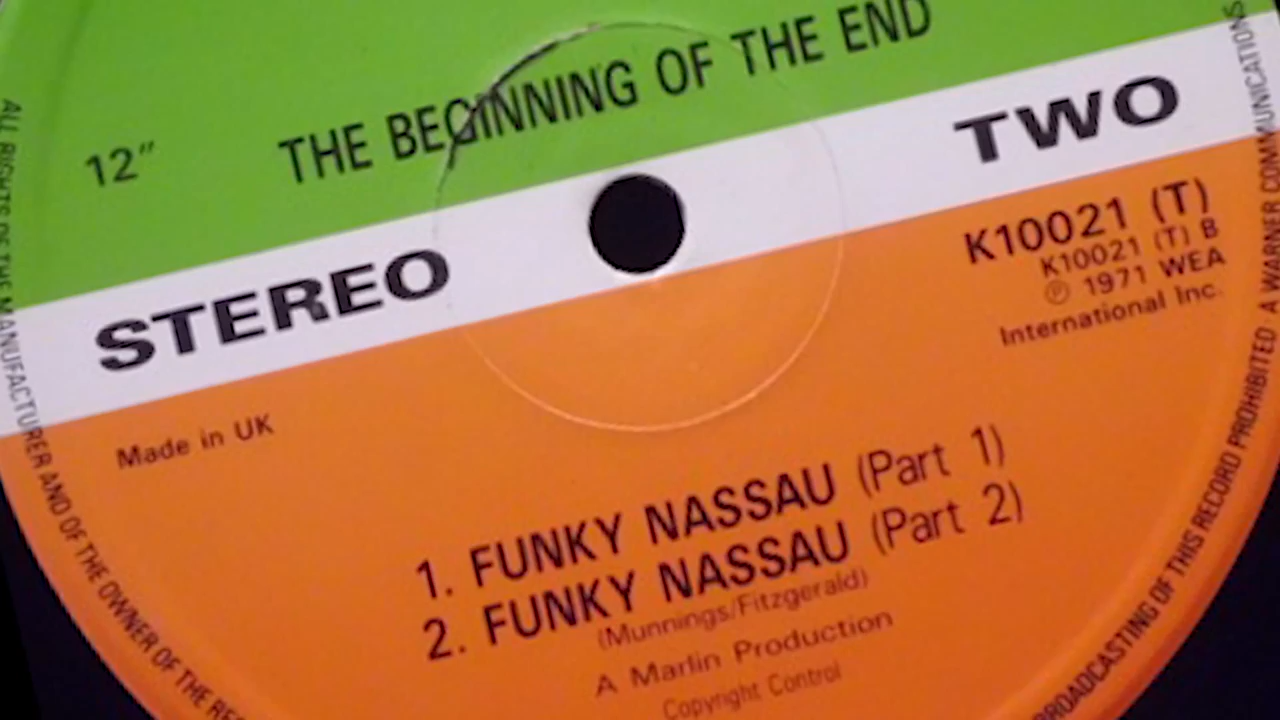 THE BEGINNING OF THE END
12"
STEREO
TWO
K10021 (T)
K10021 (T) B
Ⓟ 1971 WEA
International Inc.
Made in UK
1. FUNKY NASSAU (Part 1)
2. FUNKY NASSAU (Part 2)
(Munnings/Fitzgerald)
A Marlin Production
Copyright Control
ALL RIGHTS OF THE MANUFACTURER AND OF THE OWNER OF THE
BROADCASTING OF THIS RECORD PROHIBITED · A WARNER COMMUNICATIONS